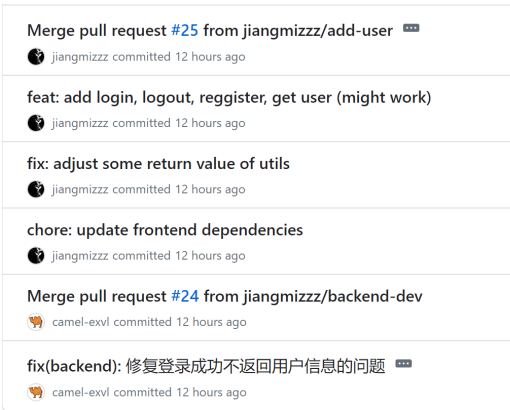 Merge pull request #25 from jiangmizzz/add-user
jiangmizzz committed 12 hours ago
feat: add login, logout, reggister, get user (might work)
jiangmizzz committed 12 hours ago
fix: adjust some return value of utils
jiangmizzz committed 12 hours ago
chore: update frontend dependencies
jiangmizzz committed 12 hours ago
Merge pull request #24 from jiangmizzz/backend-dev
camel-exvl committed 12 hours ago
fix(backend): 修复登录成功不返回用户信息的问题
camel-exvl committed 12 hours ago